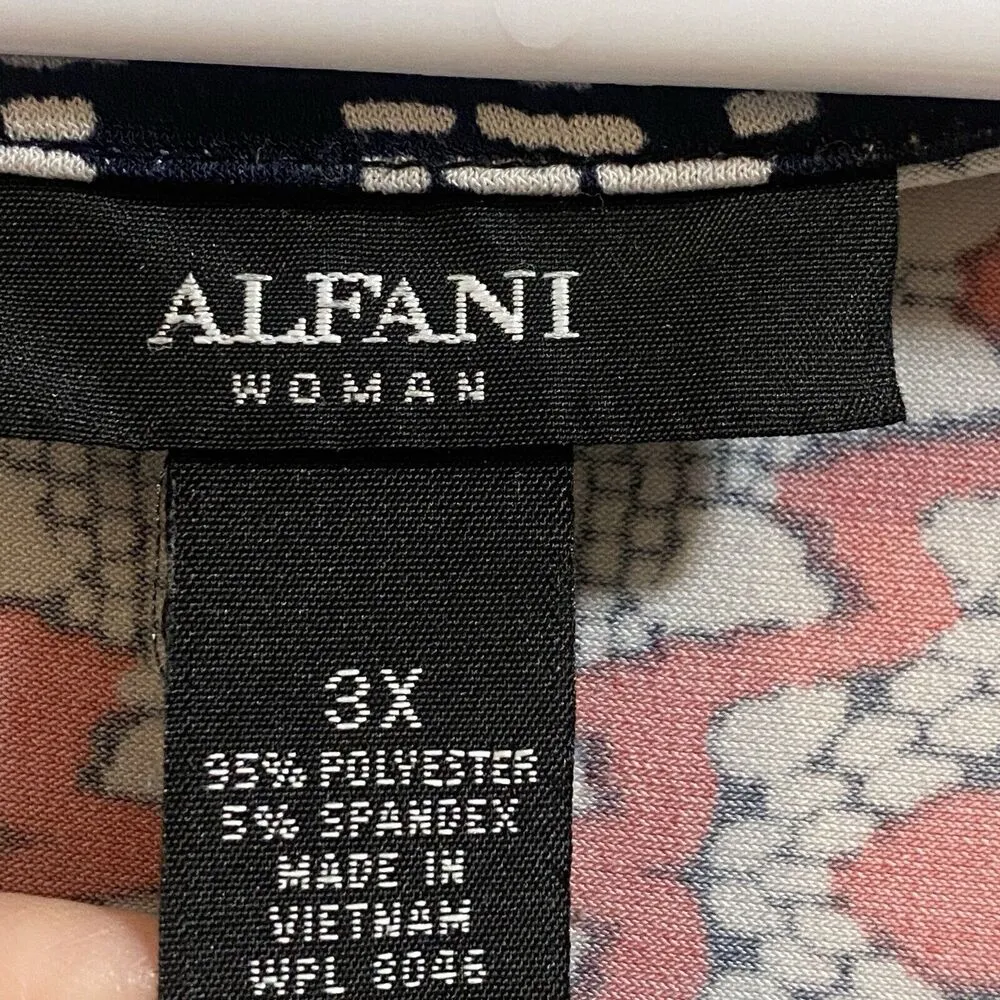 ALFANI
WOMAN
3X
95% POLYESTER
5% SPANDEX
MADE IN
VIETNAM
WPL 8046